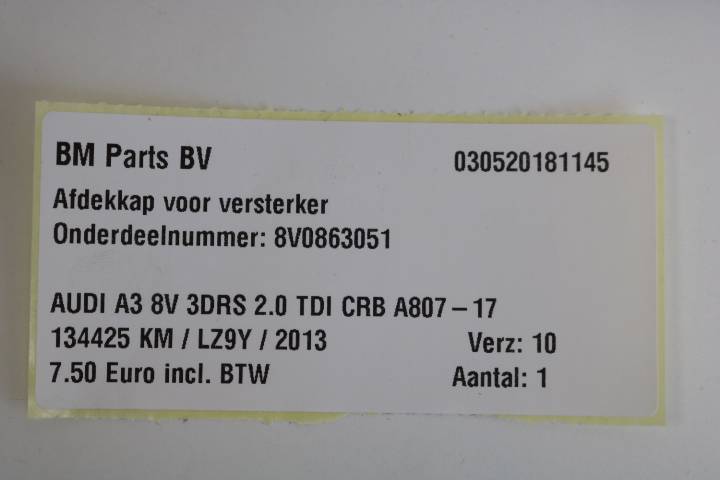 BM Parts BV 030520181145
Afdekkap voor versterker
Onderdeelnummer: 8V0863051
AUDI A3 8V 3DRS 2.0 TDI CRB A807 – 17
134425 KM / LZ9Y / 2013 Verz: 10
7.50 Euro incl. BTW Aantal: 1